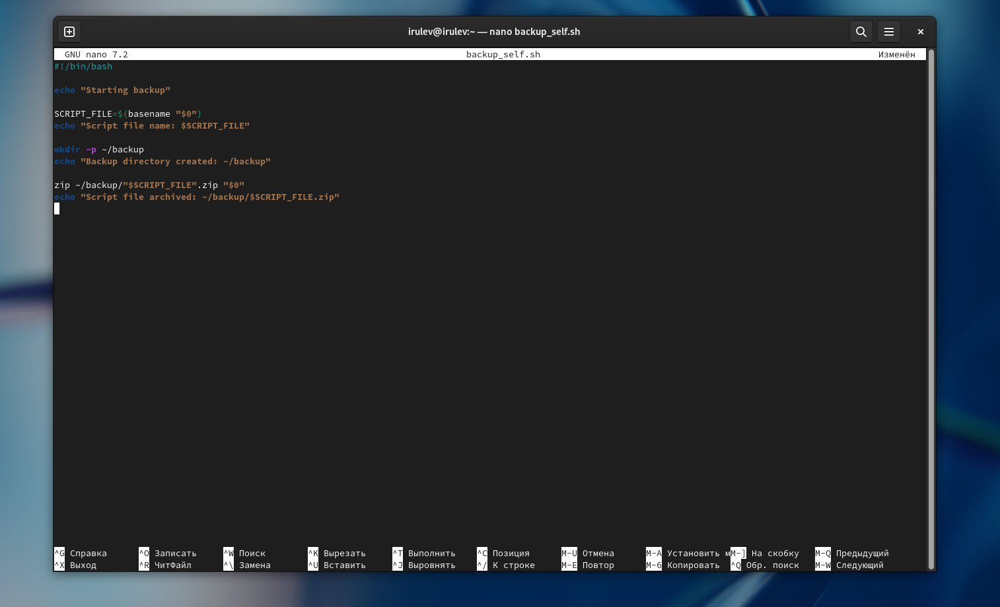 irulev@irulev:~ — nano backup_self.sh
GNU nano 7.2 backup_self.sh Изменён
#!/bin/bash
echo "Starting backup"
SCRIPT_FILE=$(basename "$0")
echo "Script file name: $SCRIPT_FILE"
mkdir -p ~/backup
echo "Backup directory created: ~/backup"
zip ~/backup/"$SCRIPT_FILE".zip "$0"
echo "Script file archived: ~/backup/$SCRIPT_FILE.zip"
^G Справка ^O Записать ^W Поиск ^K Вырезать ^T Выполнить ^C Позиция M-U Отмена M-A Установить мM-] На скобку M-Q Предыдущий
^X Выход ^R ЧитФайл ^\ Замена ^U Вставить ^J Выровнять ^/ К строке M-E Повтор M-6 Копировать ^Q Обр. поиск M-W Следующий